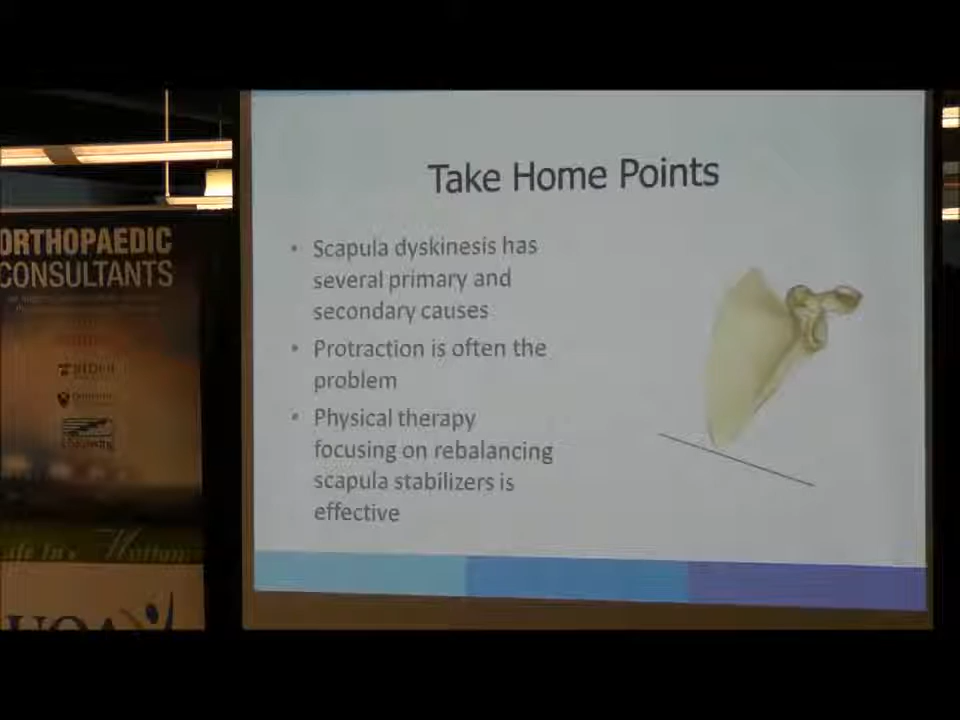 Take Home Points
• Scapula dyskinesis has
several primary and
secondary causes
• Protraction is often the
problem
• Physical therapy
focusing on rebalancing
scapula stabilizers is
effective
ORTHOPAEDIC
CONSULTANTS
UOA